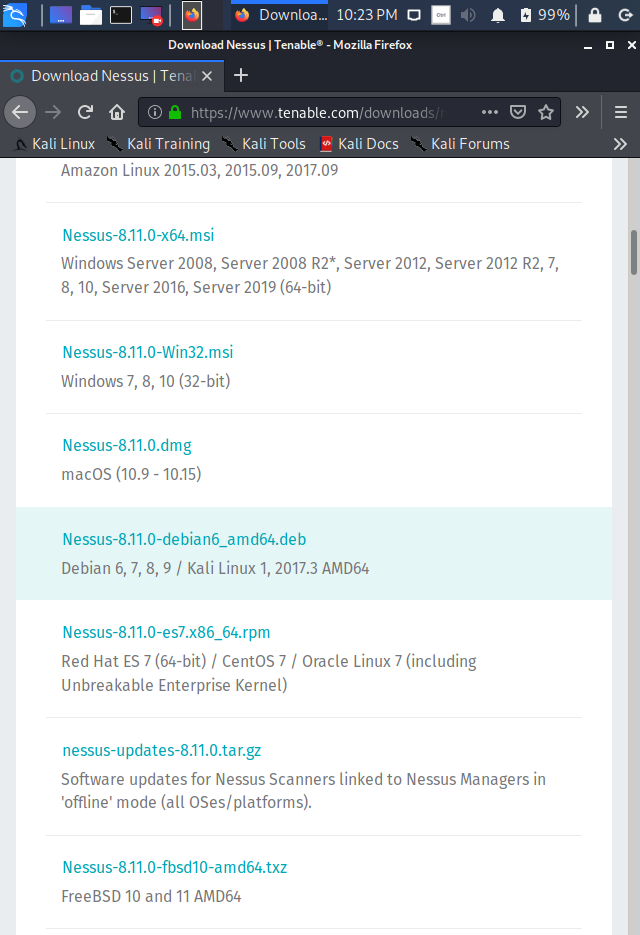 Downloa...
10:23 PM
99%
Download Nessus | Tenable® - Mozilla Firefox
Download Nessus | Tena
https://www.tenable.com/downloads/
Kali Linux
Kali Training
Kali Tools
Kali Docs
Kali Forums
Amazon Linux 2015.03, 2015.09, 2017.09
Nessus-8.11.0-x64.msi
Windows Server 2008, Server 2008 R2*, Server 2012, Server 2012 R2, 7,
8, 10, Server 2016, Server 2019 (64-bit)
Nessus-8.11.0-Win32.msi
Windows 7, 8, 10 (32-bit)
Nessus-8.11.0.dmg
macOS (10.9 - 10.15)
Nessus-8.11.0-debian6_amd64.deb
Debian 6, 7, 8, 9 / Kali Linux 1, 2017.3 AMD64
Nessus-8.11.0-es7.x86_64.rpm
Red Hat ES 7 (64-bit) / CentOS 7 / Oracle Linux 7 (including
Unbreakable Enterprise Kernel)
nessus-updates-8.11.0.tar.gz
Software updates for Nessus Scanners linked to Nessus Managers in
'offline' mode (all OSes/platforms).
Nessus-8.11.0-fbsd10-amd64.txz
FreeBSD 10 and 11 AMD64